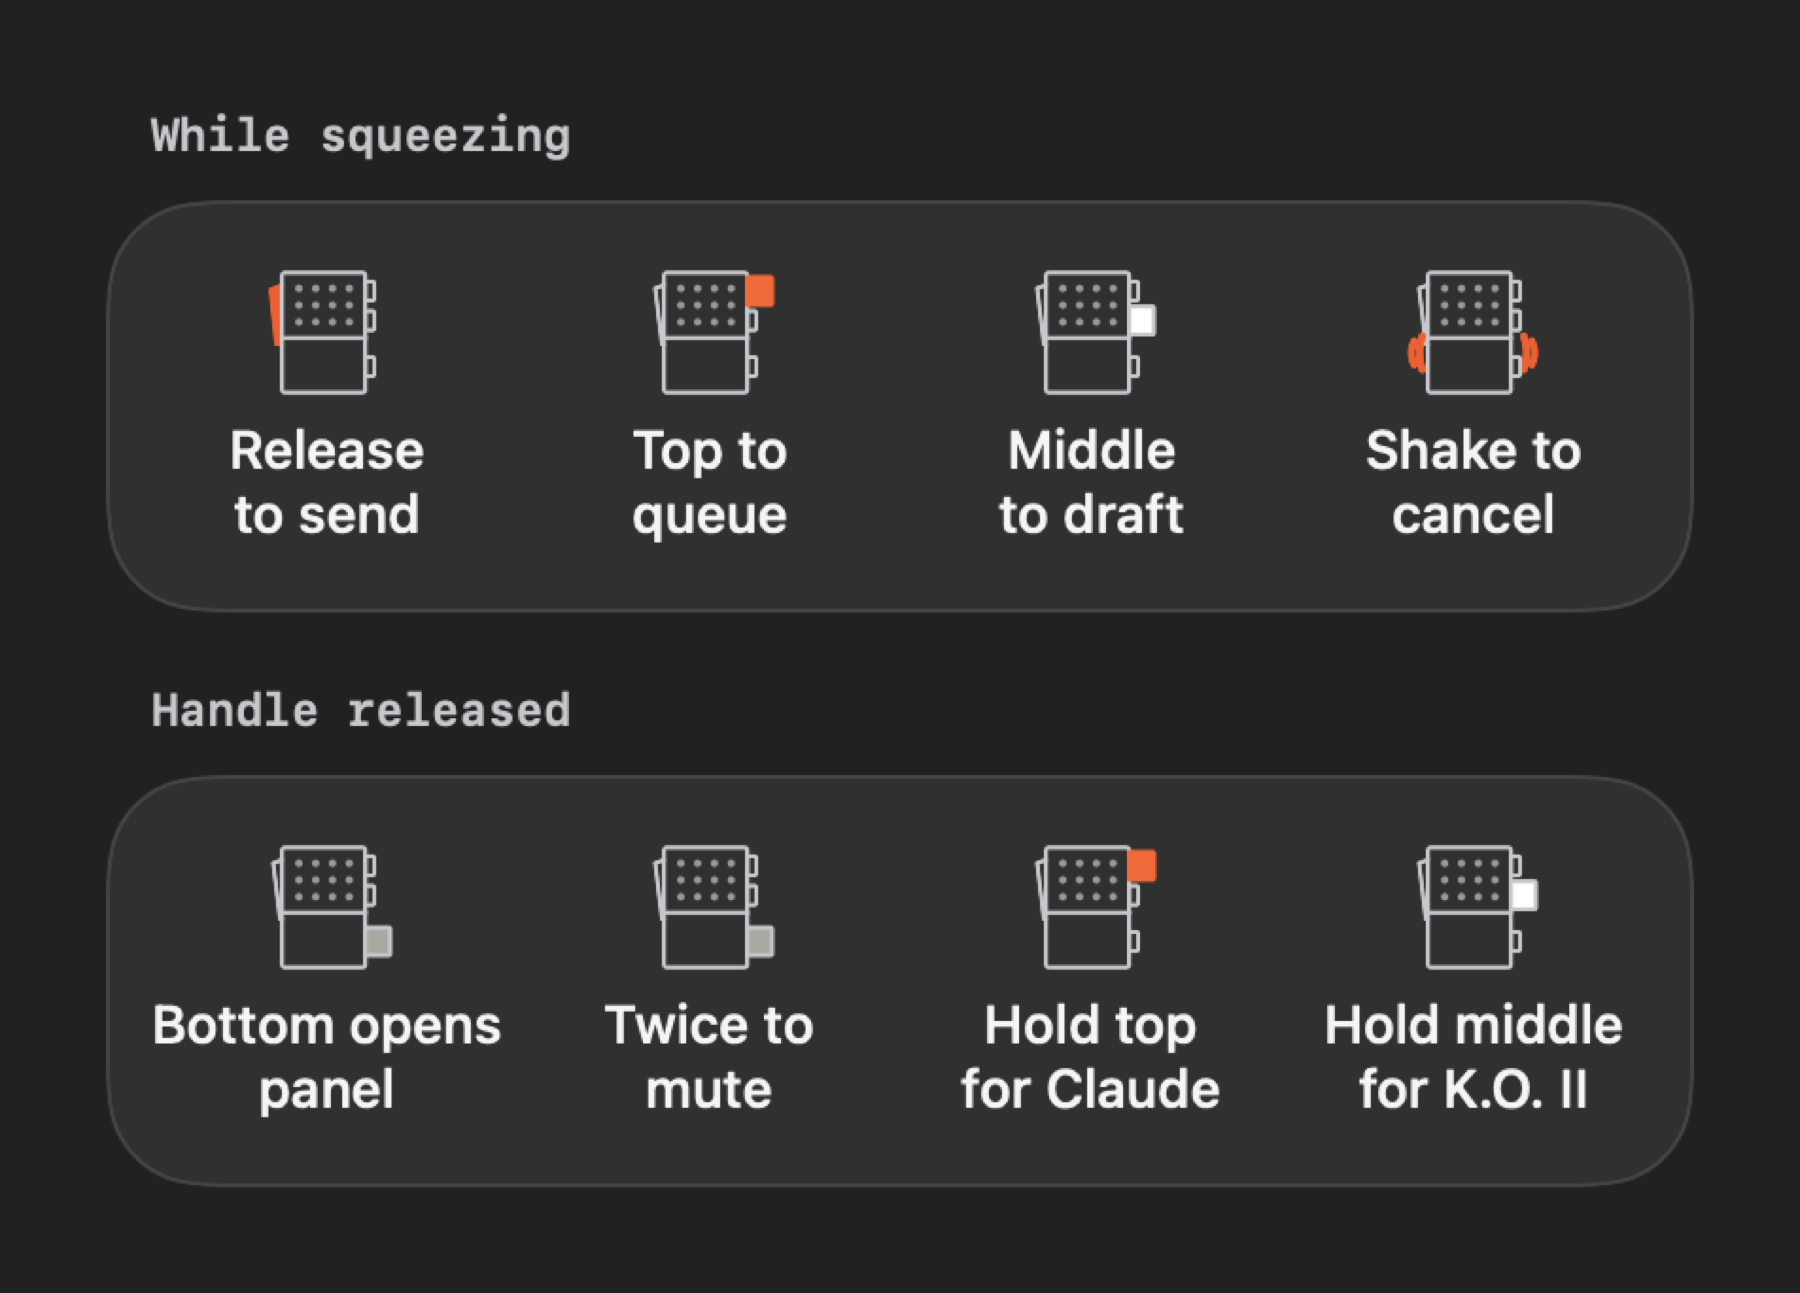 While squeezing
Release
to send
Top to
queue
Middle
to draft
Shake to
cancel
Handle released
Bottom opens
panel
Twice to
mute
Hold top
for Claude
Hold middle
for K.O. II